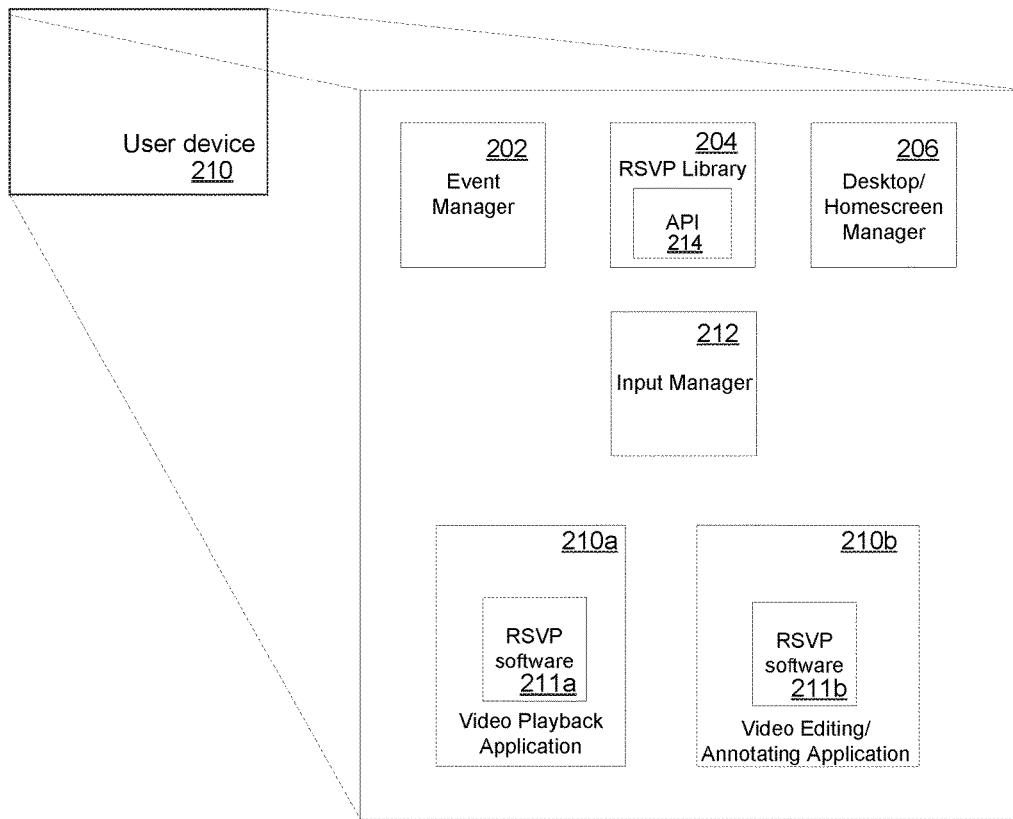 User device
210
202
Event
Manager
204
RSVP Library
API
214
206
Desktop/
Homescreen
Manager
212
Input Manager
210a
RSVP
software
211a
Video Playback
Application
210b
RSVP
software
211b
Video Editing/
Annotating Application